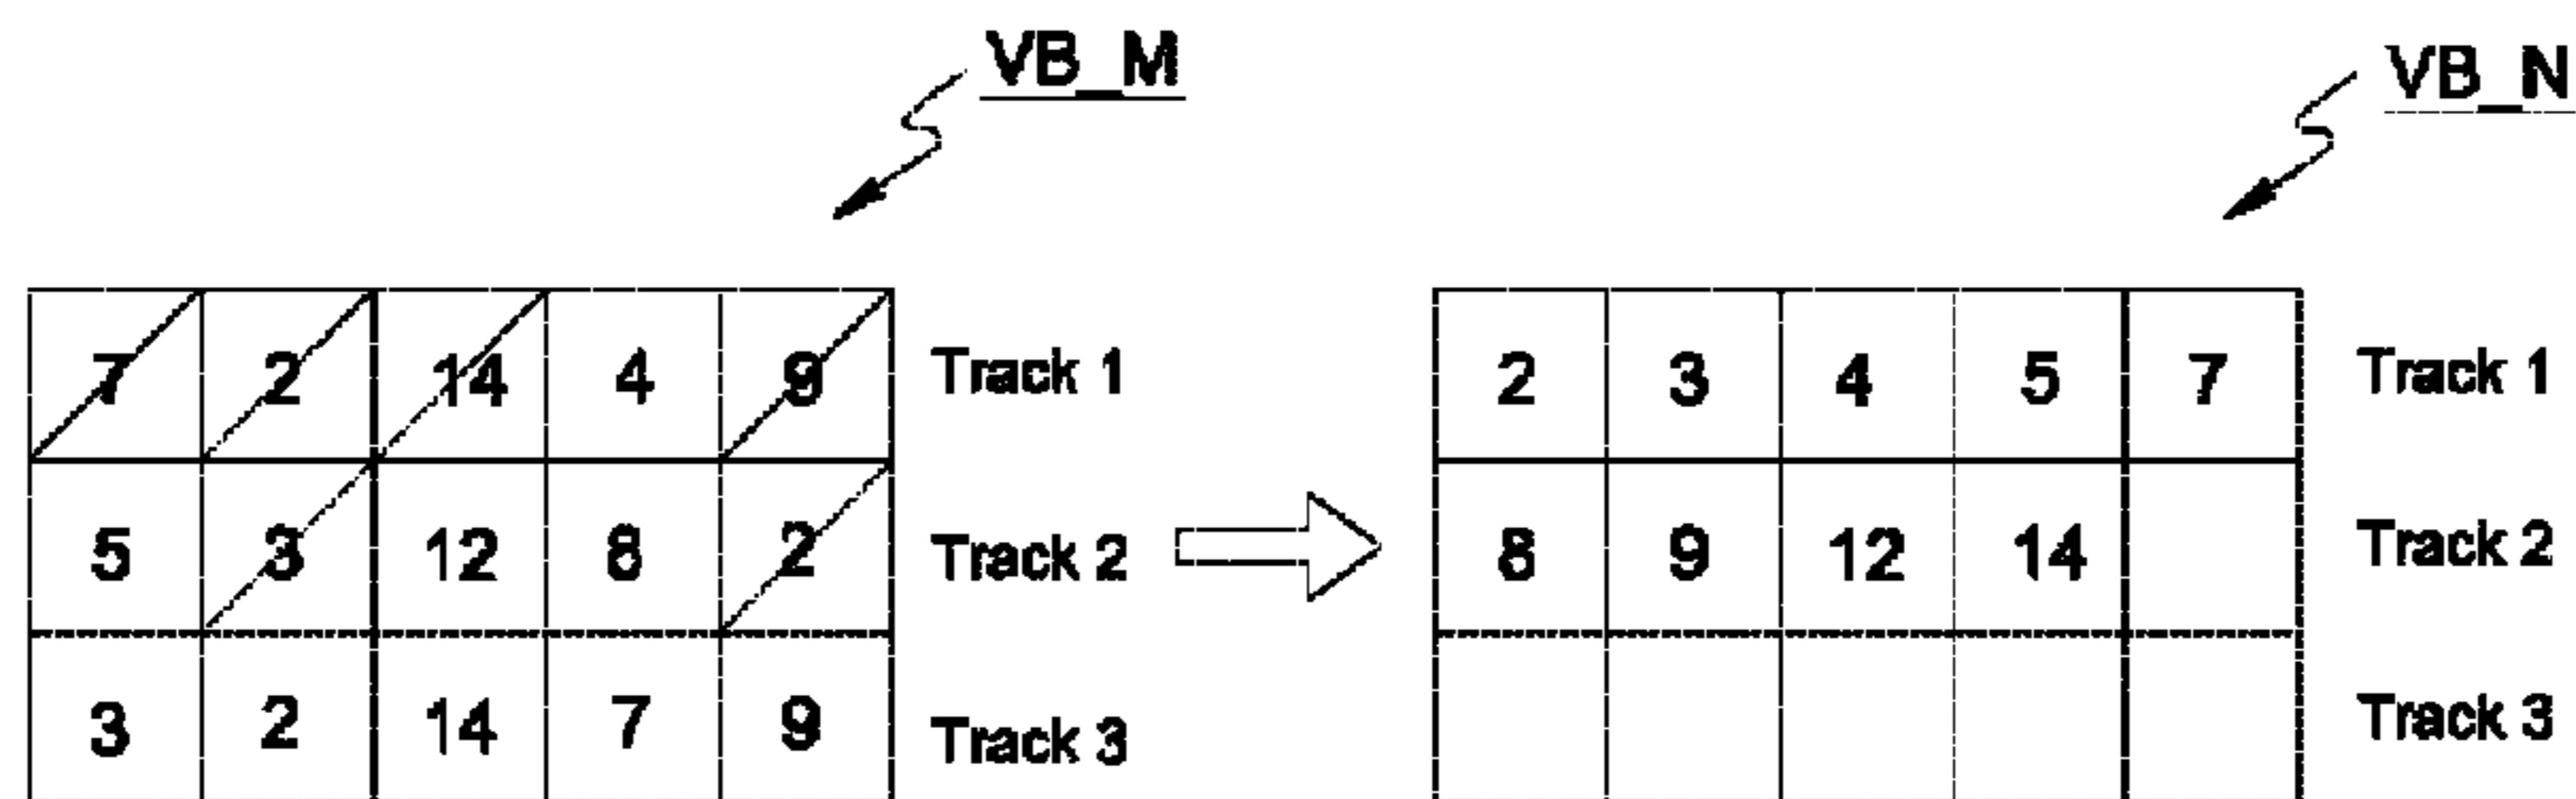 VB_M
VB_N
7 2 14 4 9 Track 1
5 3 12 8 2 Track 2
3 2 14 7 9 Track 3
2 3 4 5 7 Track 1
8 9 12 14 Track 2
Track 3